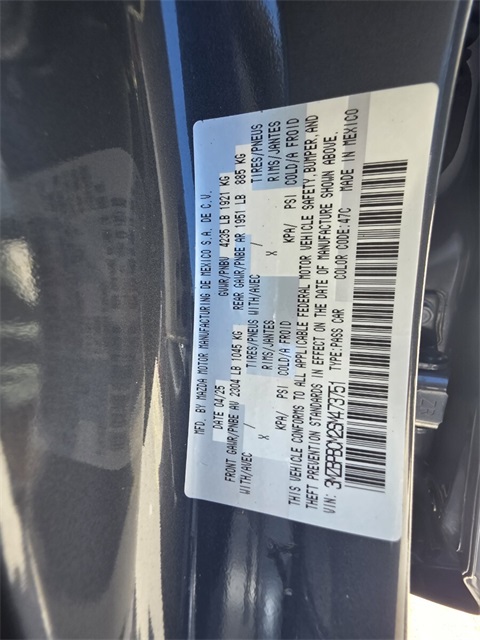 MFD. BY MAZDA MOTOR MANUFACTURING DE MEXICO S.A. DE C.V.
DATE 04/25 GVWR/PNBV 4235 LB 1921 KG
FRONT GAWR/PNBE AV 2304 LB 1045 KG REAR GAWR/PNBE AR 1951 LB 885 KG
WITH/AVEC / TIRES/PNEUS WITH/AVEC / TIRES/PNEUS
X RIMS/JANTES X RIMS/JANTES
KPA/ PSI COLD/A FROID KPA/ PSI COLD/A FROID
THIS VEHICLE CONFORMS TO ALL APPLICABLE FEDERAL MOTOR VEHICLE SAFETY, BUMPER, AND
THEFT PREVENTION STANDARDS IN EFFECT ON THE DATE OF MANUFACTURE SHOWN ABOVE.
VIN: 3MZBPBCM2SM473751 TYPE:PASS CAR COLOR CODE:47C MADE IN MEXICO